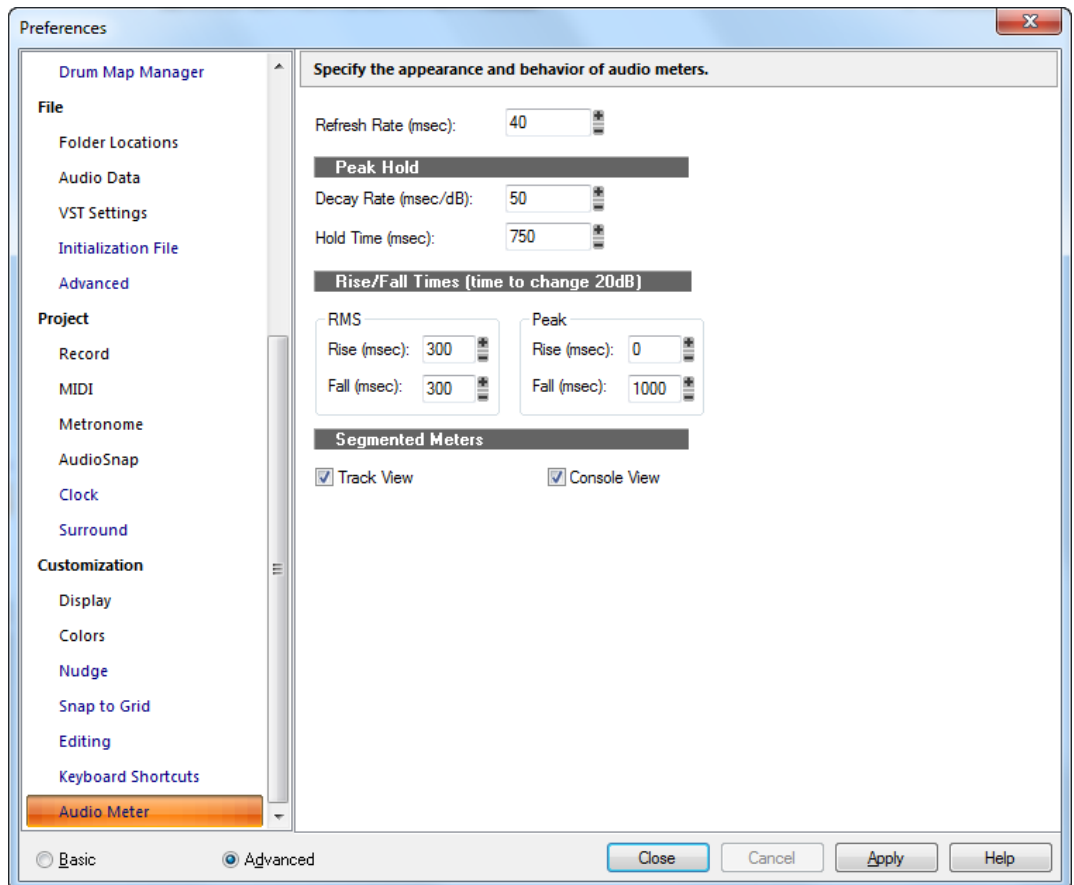 Preferences
x
Drum Map Manager
File
Folder Locations
Audio Data
VST Settings
Initialization File
Advanced
Project
Record
MIDI
Metronome
AudioSnap
Clock
Surround
Customization
Display
Colors
Nudge
Snap to Grid
Editing
Keyboard Shortcuts
Audio Meter
Specify the appearance and behavior of audio meters.
Refresh Rate (msec): 40
Peak Hold
Decay Rate (msec/dB): 50
Hold Time (msec): 750
Rise/Fall Times (time to change 20dB)
RMS
Rise (msec): 300
Fall (msec): 300
Peak
Rise (msec): 0
Fall (msec): 1000
Segmented Meters
Track View Console View
Basic Advanced Close Cancel Apply Help